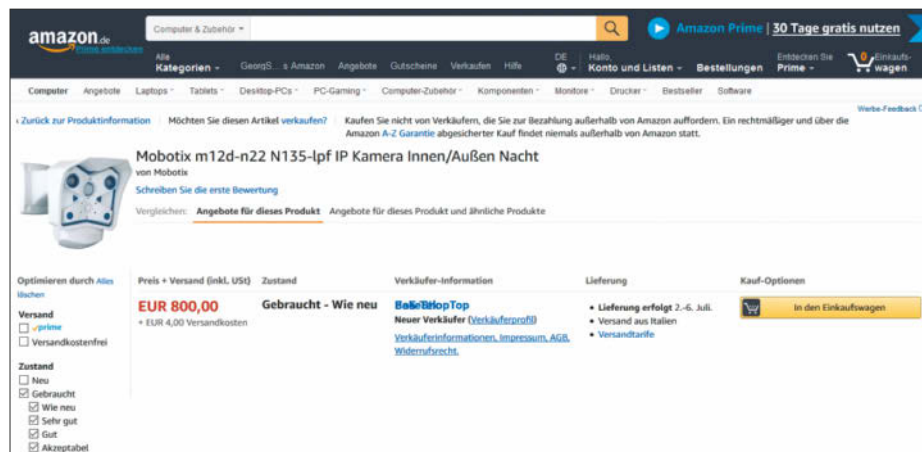 amazon.de
Prime entdecken
Computer & Zubehör
Amazon Prime | 30 Tage gratis nutzen
Alle
Kategorien
GeorgS... s Amazon Angebote Gutscheine Verkaufen Hilfe
DE
Hallo,
Konto und Listen
Bestellungen
Entdecken Sie
Prime
0 Einkaufs-
wagen
Computer Angebote Laptops Tablets Desktop-PCs PC-Gaming Computer-Zubehör Komponenten Monitore Drucker Bestseller Software
Werbe-Feedback
‹ Zurück zur Produktinformation
Möchten Sie diesen Artikel verkaufen?
Kaufen Sie nicht von Verkäufern, die Sie zur Bezahlung außerhalb von Amazon auffordern. Ein rechtmäßiger und über die
Amazon A-Z Garantie abgesicherter Kauf findet niemals außerhalb von Amazon statt.
Mobotix m12d-n22 N135-lpf IP Kamera Innen/Außen Nacht
von Mobotix
Schreiben Sie die erste Bewertung
Vergleichen: Angebote für dieses Produkt Angebote für dieses Produkt und ähnliche Produkte
Optimieren durch Alles
löschen
Versand
prime
Versandkostenfrei
Zustand
Neu
Gebraucht
Wie neu
Sehr gut
Gut
Akzeptabel
Preis + Versand (inkl. USt) Zustand Verkäufer-Information Lieferung Kauf-Optionen
EUR 800,00
+ EUR 4,00 Versandkosten
Gebraucht - Wie neu
Neuer Verkäufer (Verkäuferprofil)
Verkäuferinformationen, Impressum, AGB,
Widerrufsrecht.
• Lieferung erfolgt 2.-6. Juli.
• Versand aus Italien
• Versandtarife
In den Einkaufswagen